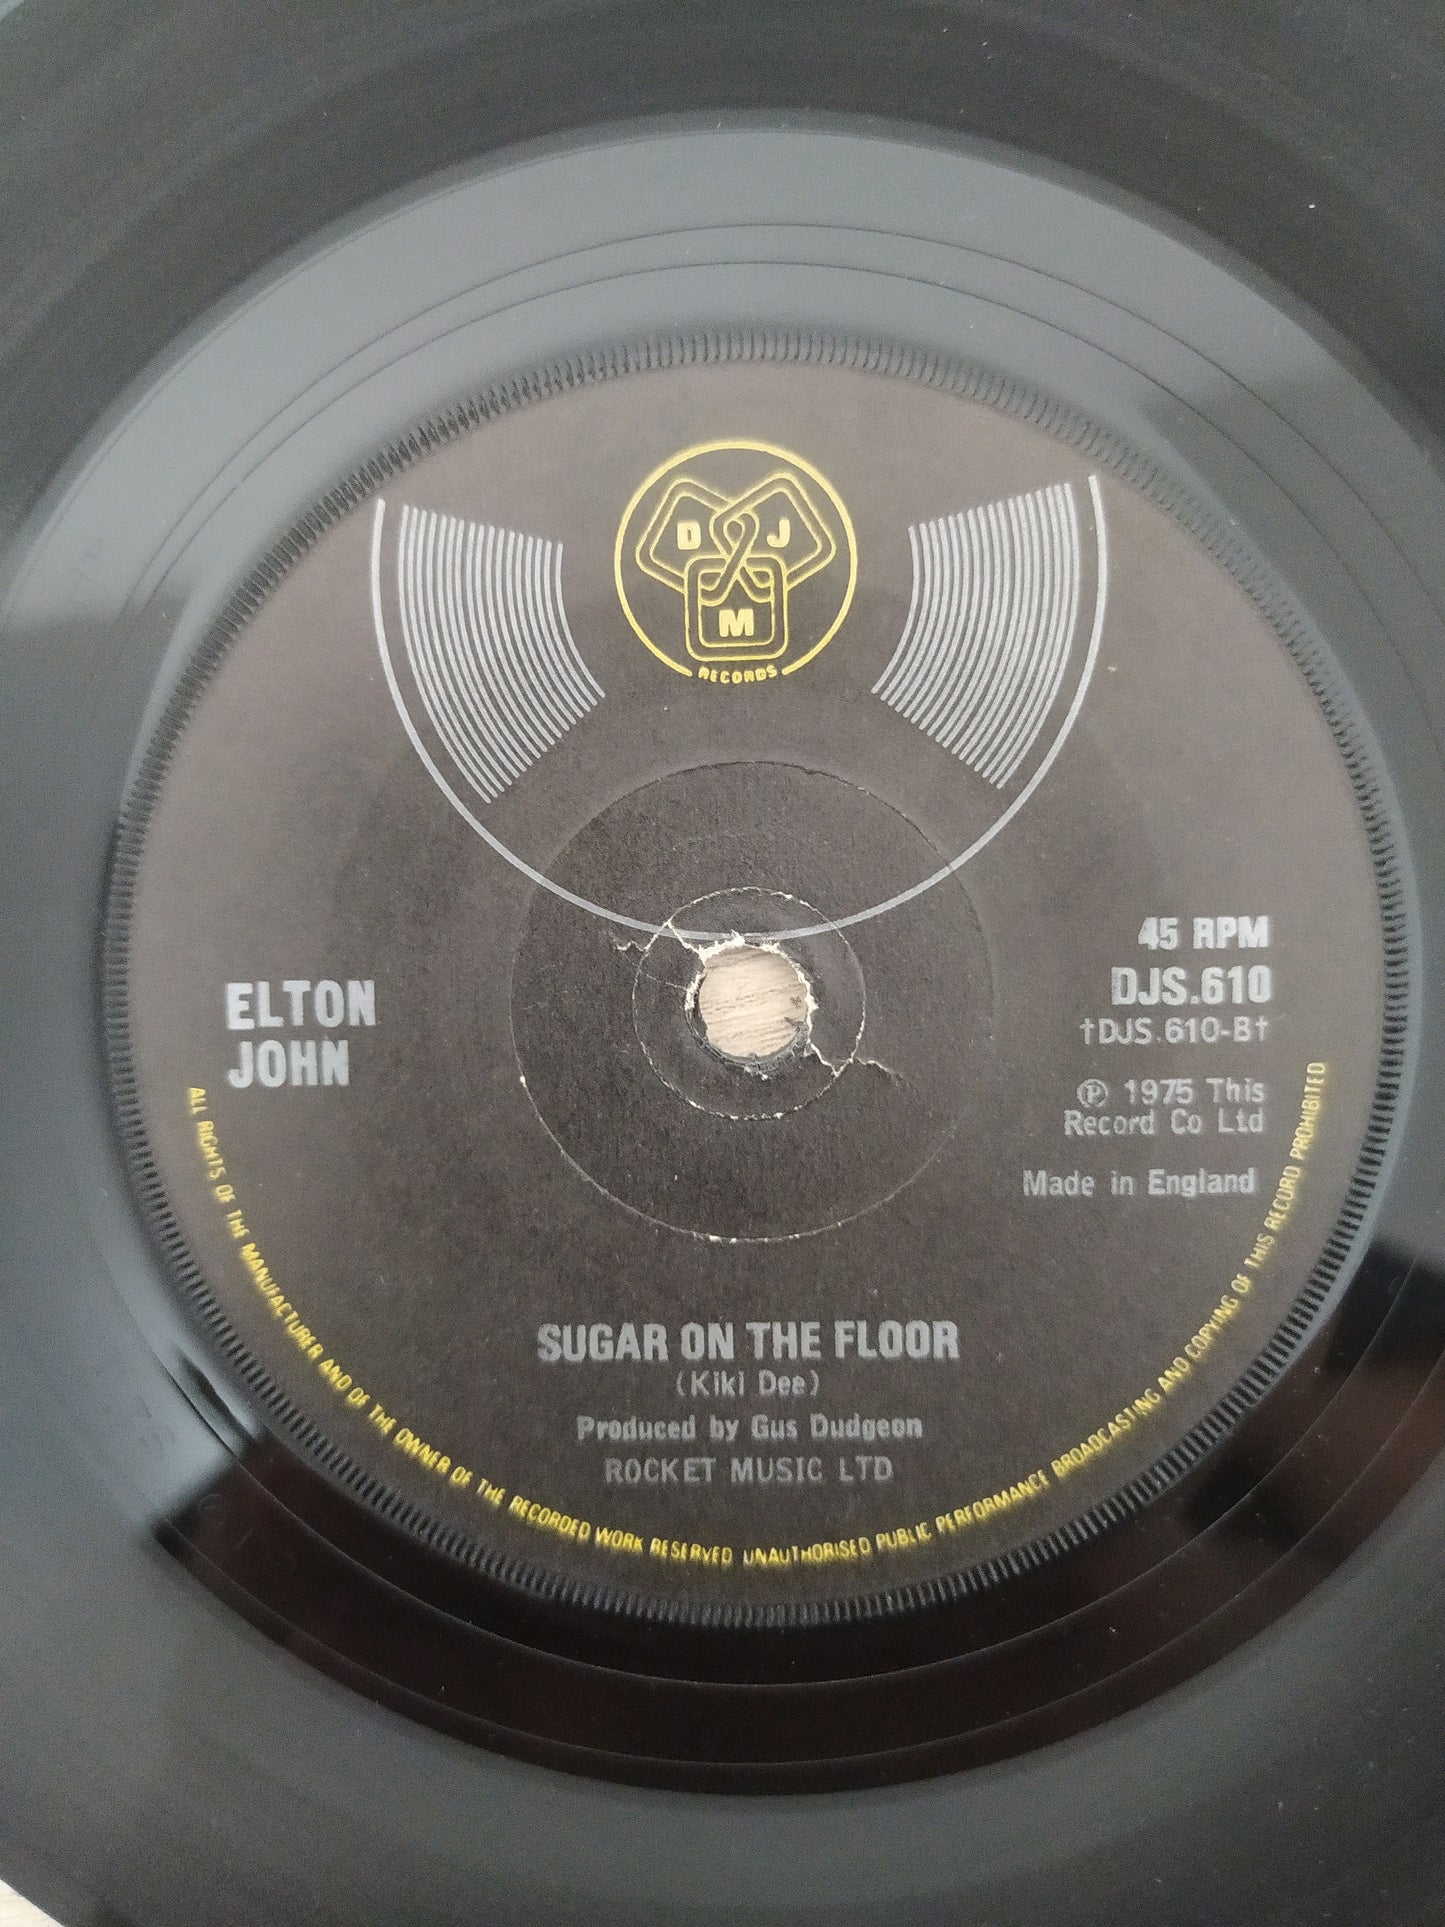 D J
M
RECORDS
45 RPM
DJS.610
†DJS.610-B†
ELTON
JOHN
Ⓟ 1975 This
Record Co Ltd
Made in England
SUGAR ON THE FLOOR
(Kiki Dee)
Produced by Gus Dudgeon
ROCKET MUSIC LTD
ALL RIGHTS OF THE MANUFACTURER AND OF THE OWNER OF THE RECORDED WORK RESERVED UNAUTHORISED PUBLIC PERFORMANCE BROADCASTING AND COPYING OF THIS RECORD PROHIBITED